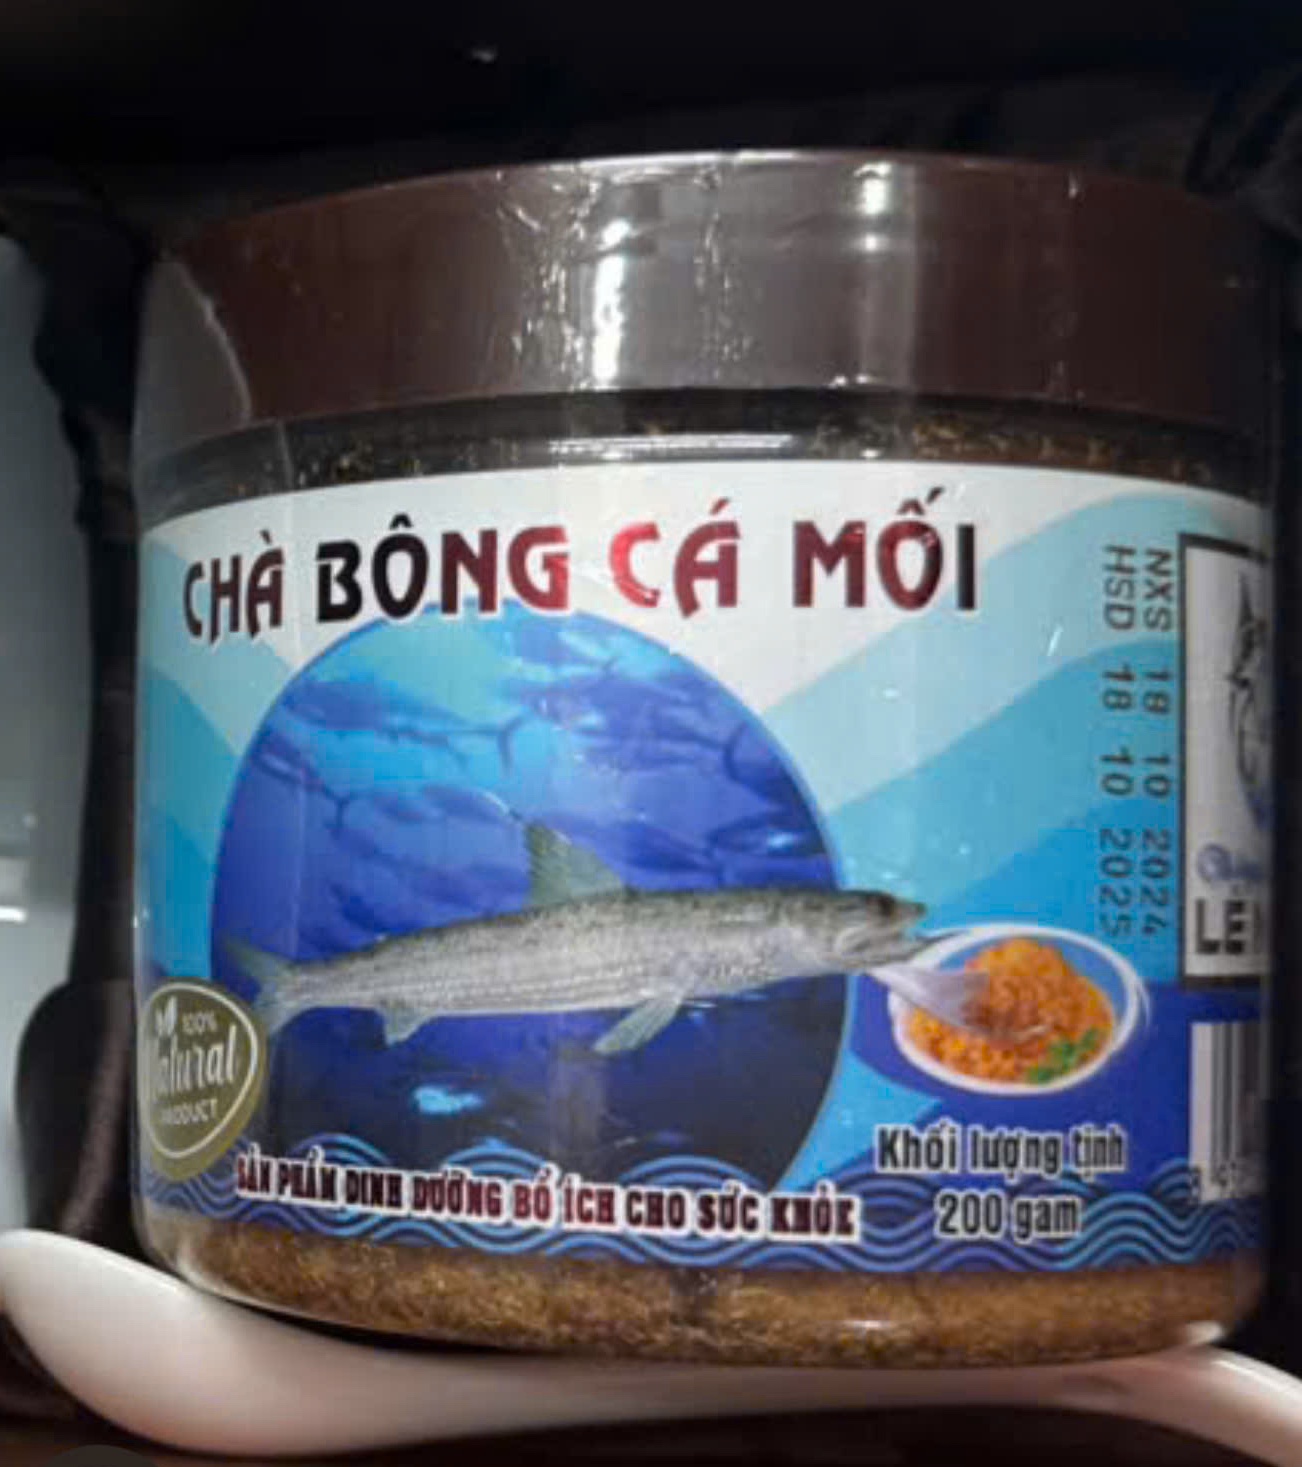 CHÀ BÔNG CÁ MỐI
NXS 18 10 2024
HSD 18 10 2025
100%
Natural
PRODUCT
SẢN PHẨM DINH DƯỠNG BỔ ÍCH CHO SỨC KHỎE
Khối lượng tịnh
200 gam